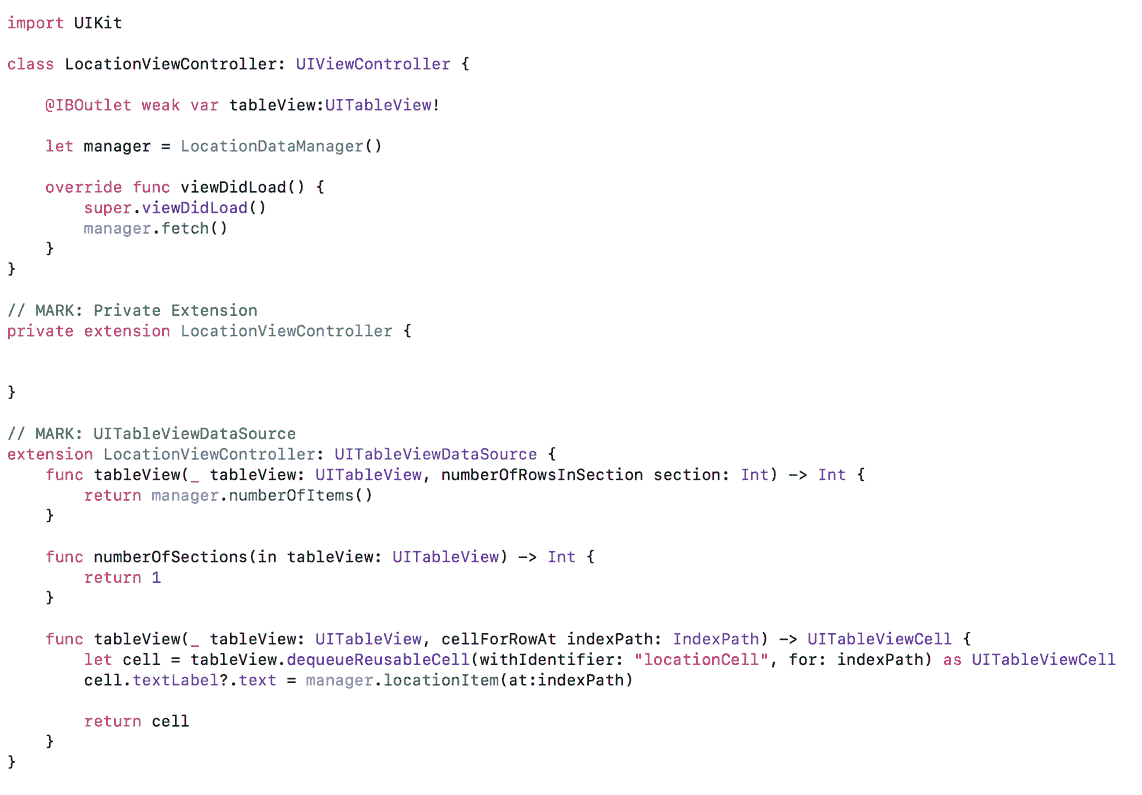 import UIKit
class LocationViewController: UIViewController {
@IBOutlet weak var tableView:UITableView!
let manager = LocationDataManager()
override func viewDidLoad() {
super.viewDidLoad()
manager.fetch()
}
}
// MARK: Private Extension
private extension LocationViewController {
}
// MARK: UITableViewDataSource
extension LocationViewController: UITableViewDataSource {
func tableView(_ tableView: UITableView, numberOfRowsInSection section: Int) -> Int {
return manager.numberOfItems()
}
func numberOfSections(in tableView: UITableView) -> Int {
return 1
}
func tableView(_ tableView: UITableView, cellForRowAt indexPath: IndexPath) -> UITableViewCell {
let cell = tableView.dequeueReusableCell(withIdentifier: "locationCell", for: indexPath) as UITableViewCell
cell.textLabel?.text = manager.locationItem(at:indexPath)
return cell
}
}